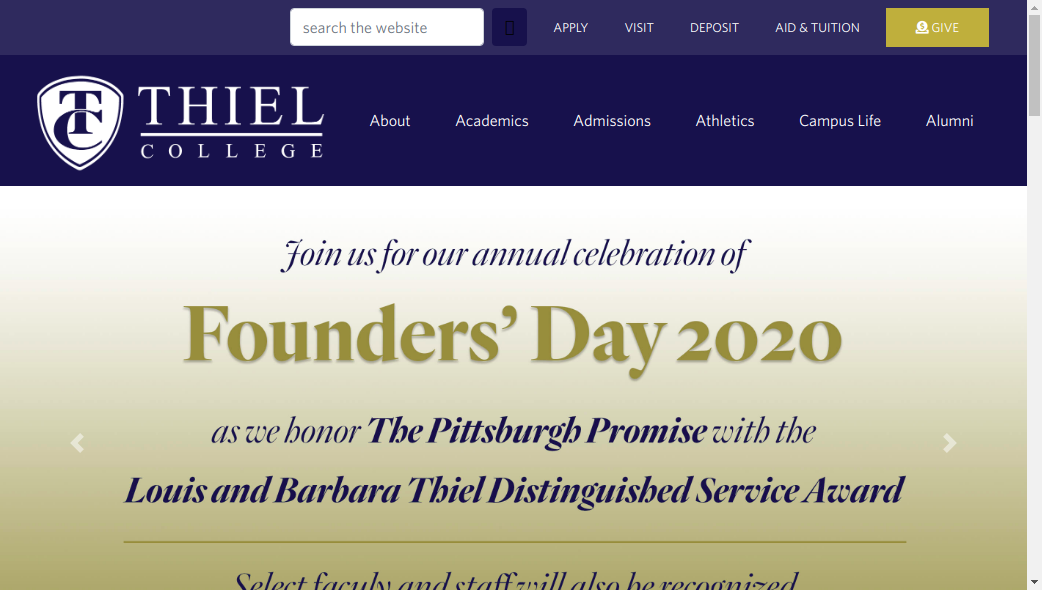 search the website
APPLY
VISIT
DEPOSIT
AID & TUITION
GIVE
THIEL
COLLEGE
About
Academics
Admissions
Athletics
Campus Life
Alumni
Join us for our annual celebration of
Founders’ Day 2020
as we honor The Pittsburgh Promise with the
Louis and Barbara Thiel Distinguished Service Award
Select faculy and staff will also be recognized